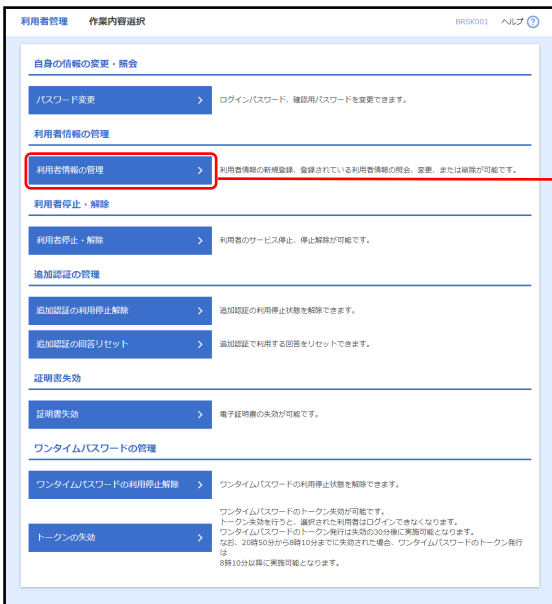 利用者管理 作業内容選択 BRSK001 ヘルプ ?
自身の情報の変更・照会
パスワード変更 ログインパスワード、確認用パスワードを変更できます。
利用者情報の管理
利用者情報の管理 利用者情報の新規登録、登録されている利用者情報の照会、変更、または削除が可能です。
利用者停止・解除
利用者停止・解除 利用者のサービス停止、停止解除が可能です。
追加認証の管理
追加認証の利用停止解除 追加認証の利用停止状態を解除できます。
追加認証の回答リセット 追加認証で利用する回答をリセットできます。
証明書失効
証明書失効 電子証明書の失効が可能です。
ワンタイムパスワードの管理
ワンタイムパスワードの利用停止解除 ワンタイムパスワードの利用停止状態を解除できます。
ワンタイムパスワードのトークン失効が可能です。
トークン失効を行うと、選択された利用者はログインできなくなります。
トークンの失効 ワンタイムパスワードのトークン発行は失効の30分後に実施可能となります。
なお、20時50分から8時10分までに失効された場合、ワンタイムパスワードのトークン発行
は
8時10分以降に実施可能となります。